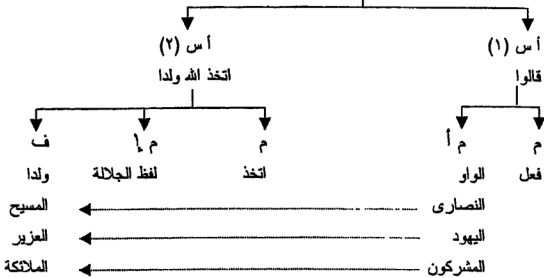 أ س (١) أ س (٢)
قالوا اتخذ الله ولدا
م م أ م م إ ف
فعل الواو اتخذ لفظ الجلالة ولدا
النصارى المسيح
اليهود العزير
المشركون الملائكة